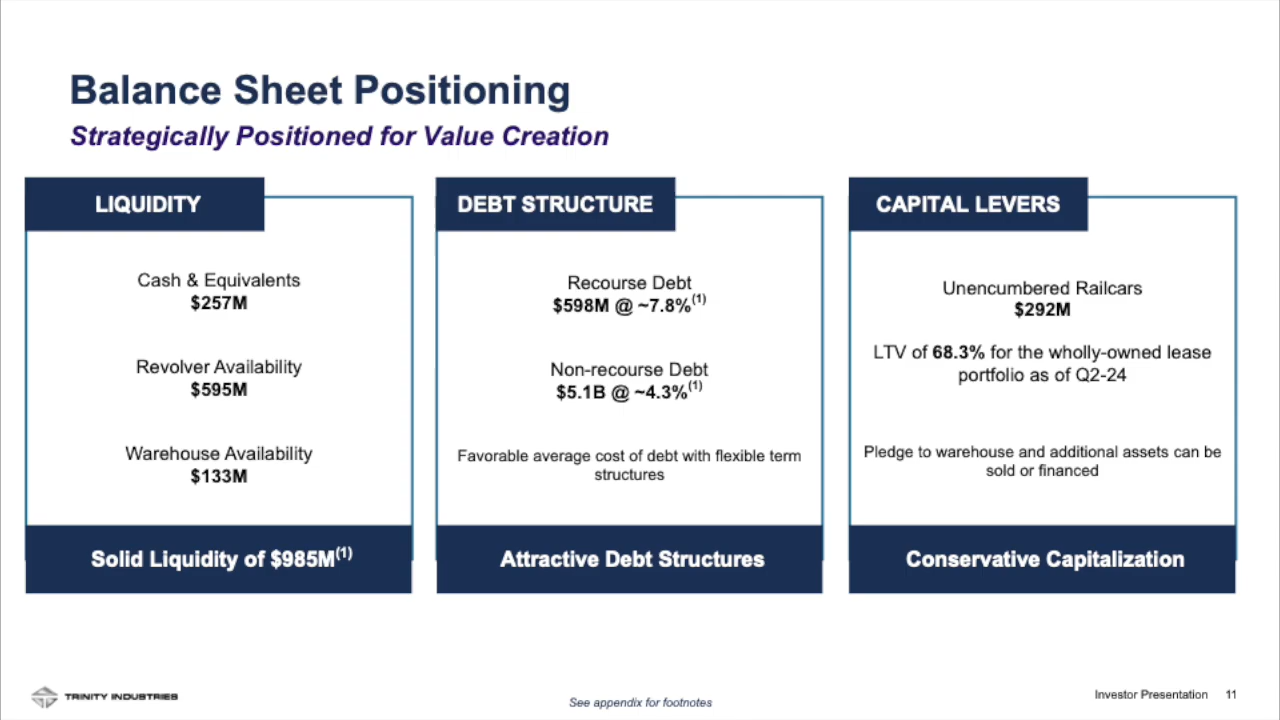 Balance Sheet Positioning
Strategically Positioned for Value Creation
LIQUIDITY
Cash & Equivalents
$257M
Revolver Availability
$595M
Warehouse Availability
$133M
Solid Liquidity of $985M(1)
DEBT STRUCTURE
Recourse Debt
$598M @ ~7.8%(1)
Non-recourse Debt
$5.1B @ ~4.3%(1)
Favorable average cost of debt with flexible term
structures
Attractive Debt Structures
CAPITAL LEVERS
Unencumbered Railcars
$292M
LTV of 68.3% for the wholly-owned lease
portfolio as of Q2-24
Pledge to warehouse and additional assets can be
sold or financed
Conservative Capitalization
TRINITY INDUSTRIES
See appendix for footnotes
Investor Presentation 11